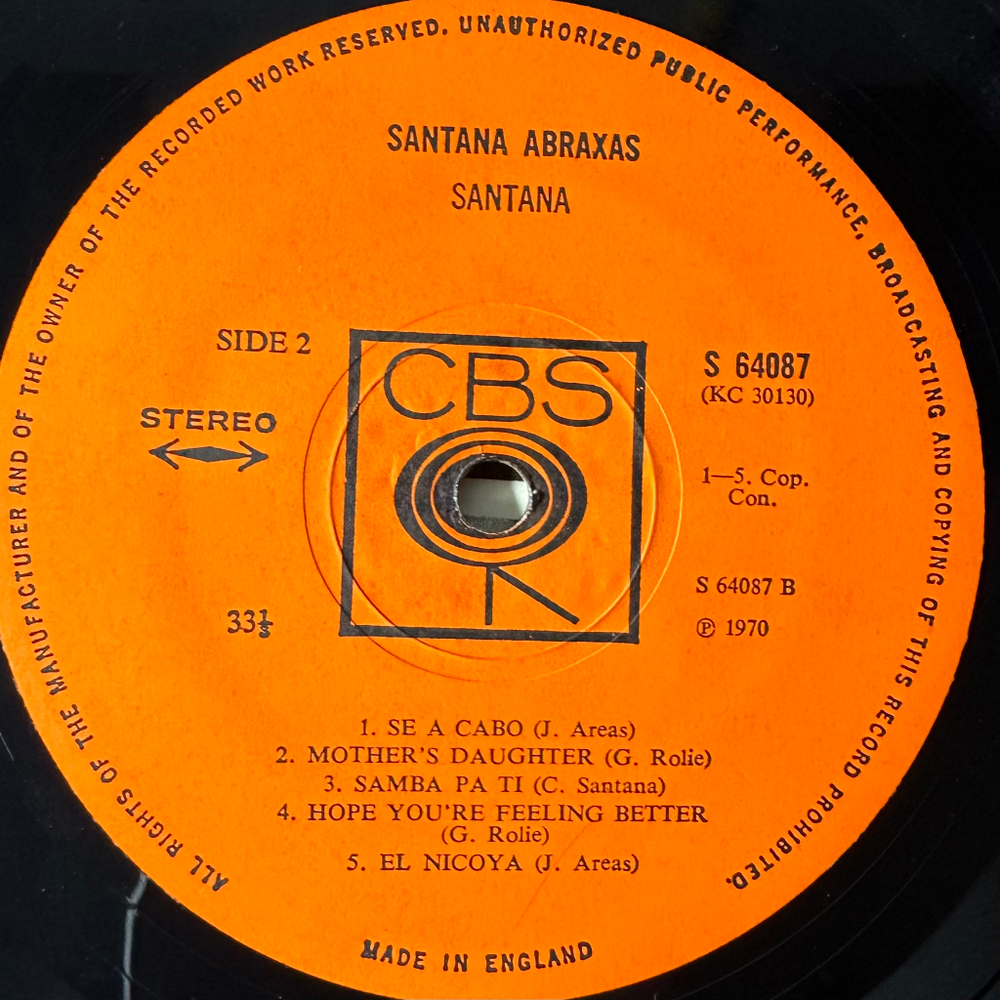 ALL RIGHTS OF THE MANUFACTURER AND OF THE OWNER OF THE RECORDED WORK RESERVED. UNAUTHORIZED PUBLIC PERFORMANCE, BROADCASTING AND COPYING OF THIS RECORD PROHIBITED.
SANTANA ABRAXAS
SANTANA
SIDE 2
STEREO
33⅓
CBS
S 64087
(KC 30130)
1—5. Cop.
Con.
S 64087 B
℗ 1970
1. SE A CABO (J. Areas)
2. MOTHER'S DAUGHTER (G. Rolie)
3. SAMBA PA TI (C. Santana)
4. HOPE YOU'RE FEELING BETTER
(G. Rolie)
5. EL NICOYA (J. Areas)
MADE IN ENGLAND